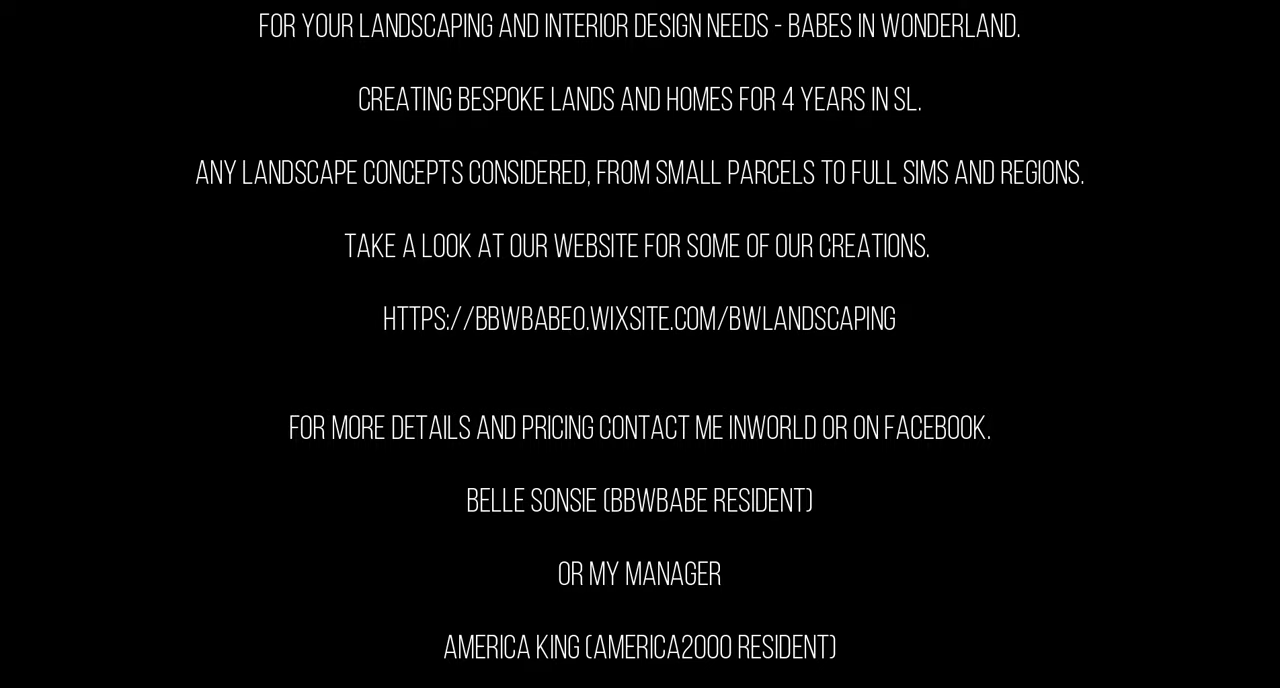 FOR YOUR LANDSCAPING AND INTERIOR DESIGN NEEDS - BABES IN WONDERLAND.
CREATING BESPOKE LANDS AND HOMES FOR 4 YEARS IN SL.
ANY LANDSCAPE CONCEPTS CONSIDERED, FROM SMALL PARCELS TO FULL SIMS AND REGIONS.
TAKE A LOOK AT OUR WEBSITE FOR SOME OF OUR CREATIONS.
HTTPS://BBWBABE0.WIXSITE.COM/BWLANDSCAPING
FOR MORE DETAILS AND PRICING CONTACT ME INWORLD OR ON FACEBOOK.
BELLE SONSIE (BBWBABE RESIDENT)
OR MY MANAGER
AMERICA KING (AMERICA2000 RESIDENT)